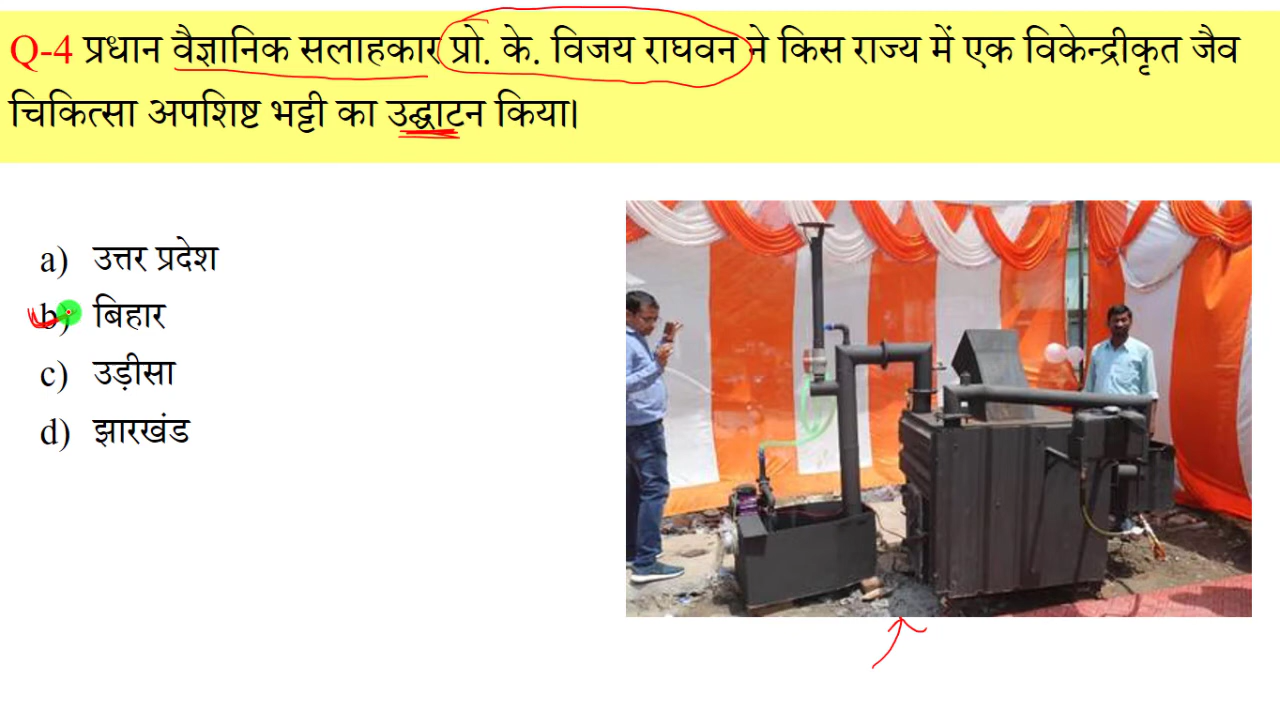 Q-4 प्रधान वैज्ञानिक सलाहकार प्रो. के. विजय राघवन ने किस राज्य में एक विकेन्द्रीकृत जैव
चिकित्सा अपशिष्ट भट्टी का उद्घाटन किया।
a) उत्तर प्रदेश
b) बिहार
c) उड़ीसा
d) झारखंड